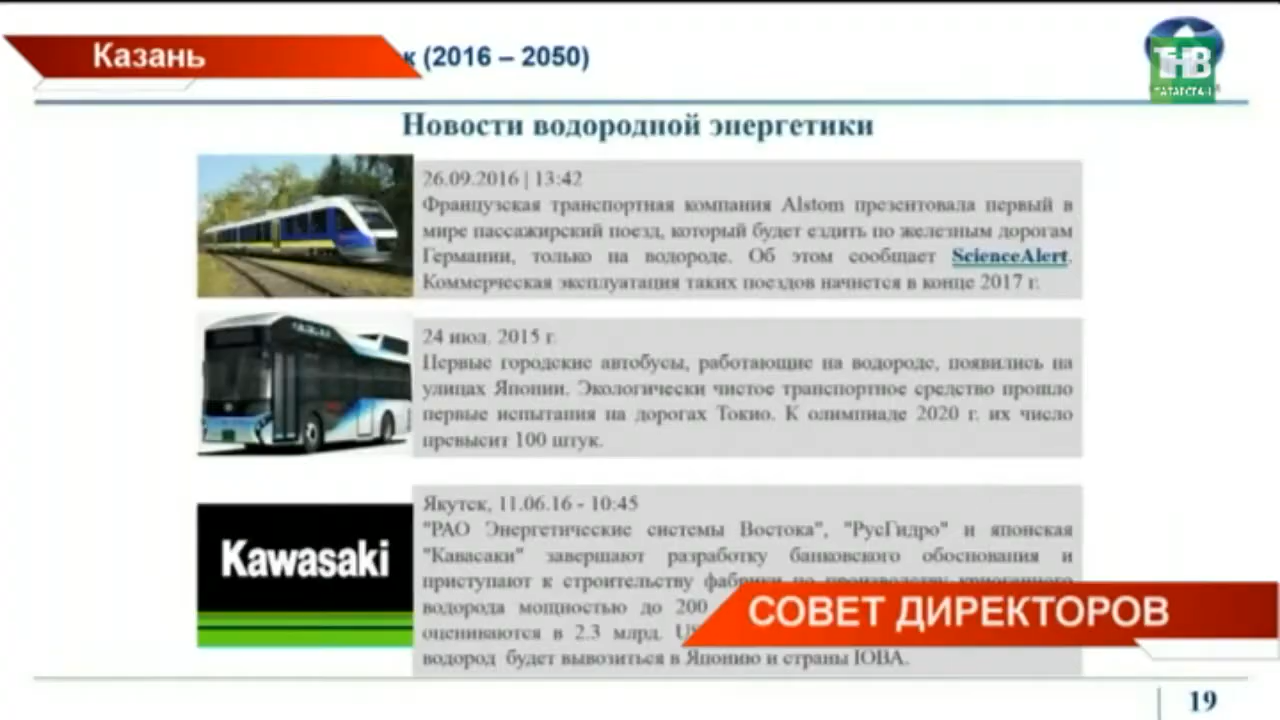 Казань
к (2016 – 2050)
ТНВ
ТАТАРСТАН
Новости водородной энергетики
26.09.2016 | 13:42
Французская транспортная компания Alstom презентовала первый в
мире пассажирский поезд, который будет ездить по железным дорогам
Германии, только на водороде. Об этом сообщает ScienceAlert.
Коммерческая эксплуатация таких поездов начнется в конце 2017 г.
24 июл. 2015 г.
Первые городские автобусы, работающие на водороде, появились на
улицах Японии. Экологически чистое транспортное средство прошло
первые испытания на дорогах Токио. К олимпиаде 2020 г. их число
превысит 100 штук.
Kawasaki
Якутск, 11.06.16 - 10:45
"РАО Энергетические системы Востока", "РусГидро" и японская
"Кавасаки" завершают разработку банковского обоснования и
приступают к строительству фабрики по производству криогенного
водорода мощностью до 200
оцениваются в 2.3 млрд. US
водород будет вывозиться в Японию и страны ЮВА.
СОВЕТ ДИРЕКТОРОВ
19